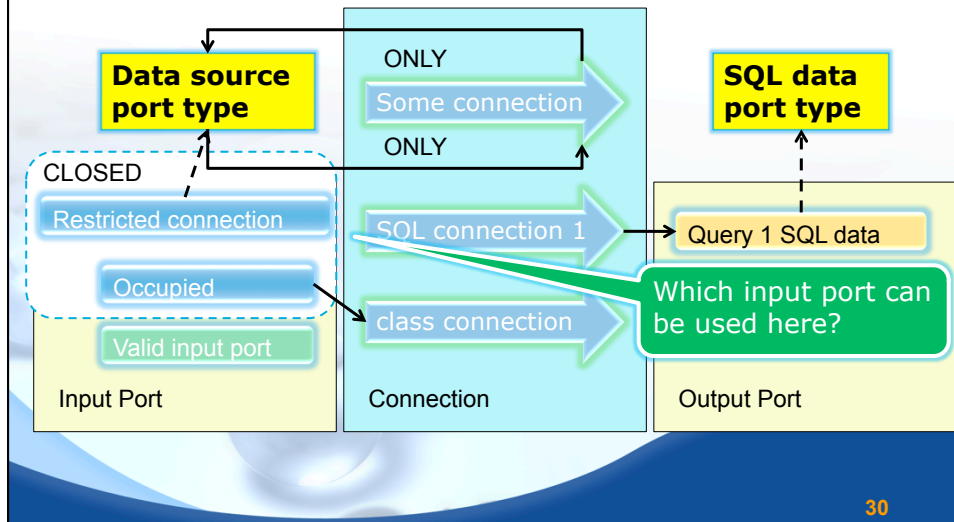 ONLY
Data source
port type
Some connection
SQL data
port type
ONLY
CLOSED
Restricted connection
SQL connection 1
Query 1 SQL data
Occupied
class connection
Which input port can
be used here?
Valid input port
Input Port
Connection
Output Port
30